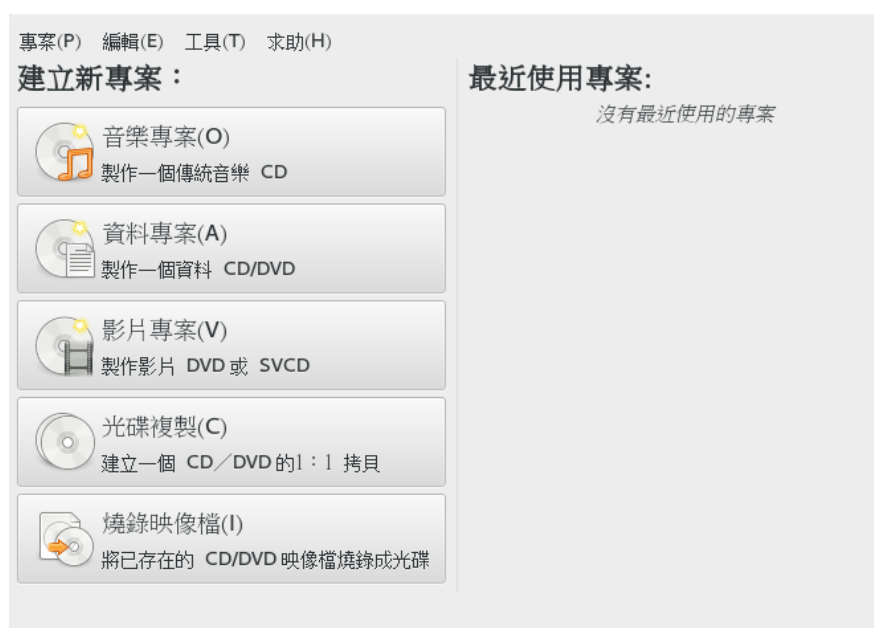 專案(P) 編輯(E) 工具(T) 求助(H)
建立新專案：
音樂專案(O)
製作一個傳統音樂 CD
資料專案(A)
製作一個資料 CD/DVD
影片專案(V)
製作影片 DVD 或 SVCD
光碟複製(C)
建立一個 CD／DVD 的1：1 拷貝
燒錄映像檔(I)
將已存在的 CD/DVD 映像檔燒錄成光碟
最近使用專案:
沒有最近使用的專案